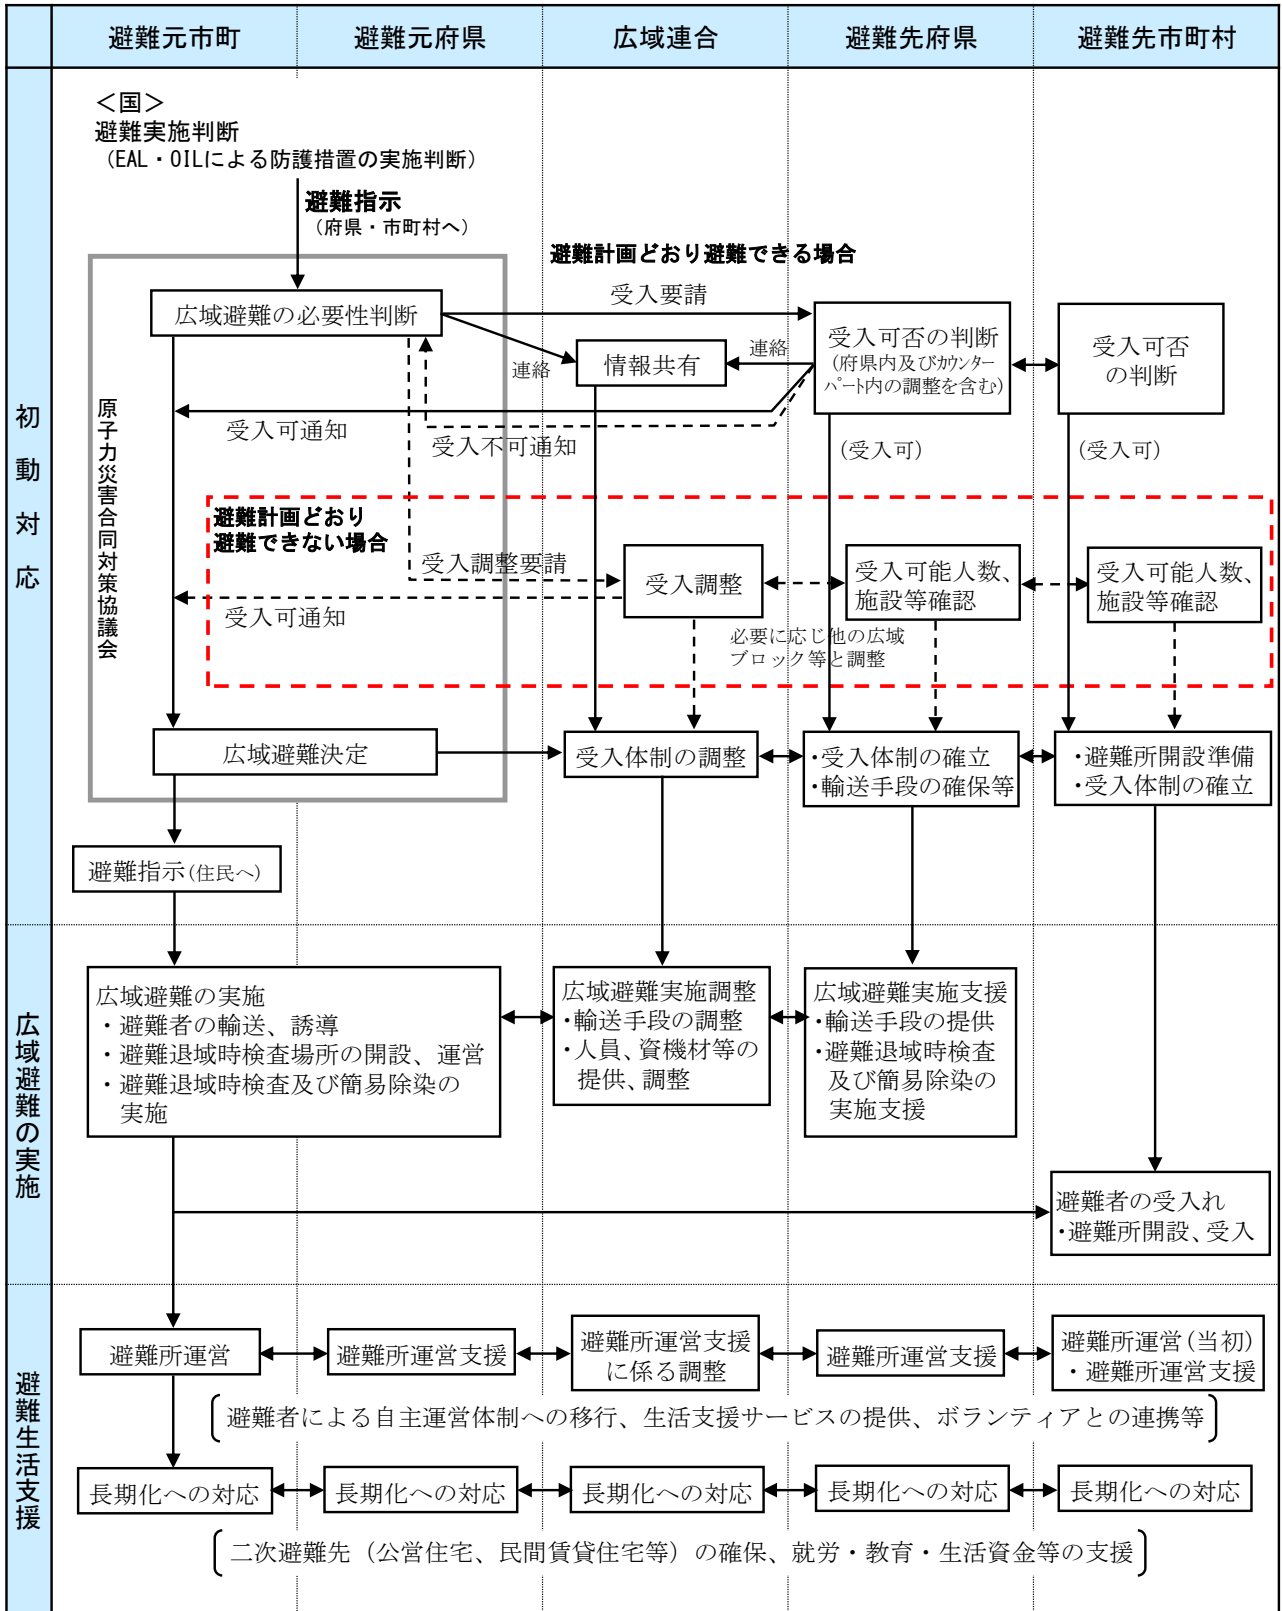 避難元市町
避難元府県
広域連合
避難先府県
避難先市町村
初動対応
＜国＞
避難実施判断
（EAL・OILによる防護措置の実施判断）
避難指示
（府県・市町村へ）
避難計画どおり避難できる場合
広域避難の必要性判断
受入要請
受入可否の判断
（府県内及びｶｳﾝﾀｰ
ﾊﾟｰﾄ内の調整を含む）
受入可否
の判断
情報共有
連絡
連絡
原子力災害合同対策協議会
受入可通知
受入不可通知
（受入可）
（受入可）
避難計画どおり
避難できない場合
受入調整要請
受入調整
受入可能人数、
施設等確認
受入可能人数、
施設等確認
受入可通知
必要に応じ他の広域
ブロック等と調整
広域避難決定
受入体制の調整
・受入体制の確立
・輸送手段の確保等
・避難所開設準備
・受入体制の確立
避難指示（住民へ）
広域避難の実施
広域避難の実施
・避難者の輸送、誘導
・避難退域時検査場所の開設、運営
・避難退域時検査及び簡易除染の
実施
広域避難実施調整
・輸送手段の調整
・人員、資機材等の
提供、調整
広域避難実施支援
・輸送手段の提供
・避難退域時検査
及び簡易除染の
実施支援
避難者の受入れ
・避難所開設、受入
避難生活支援
避難所運営
避難所運営支援
避難所運営支援
に係る調整
避難所運営支援
避難所運営（当初）
・避難所運営支援
避難者による自主運営体制への移行、生活支援サービスの提供、ボランティアとの連携等
長期化への対応
長期化への対応
長期化への対応
長期化への対応
長期化への対応
二次避難先（公営住宅、民間賃貸住宅等）の確保、就労・教育・生活資金等の支援